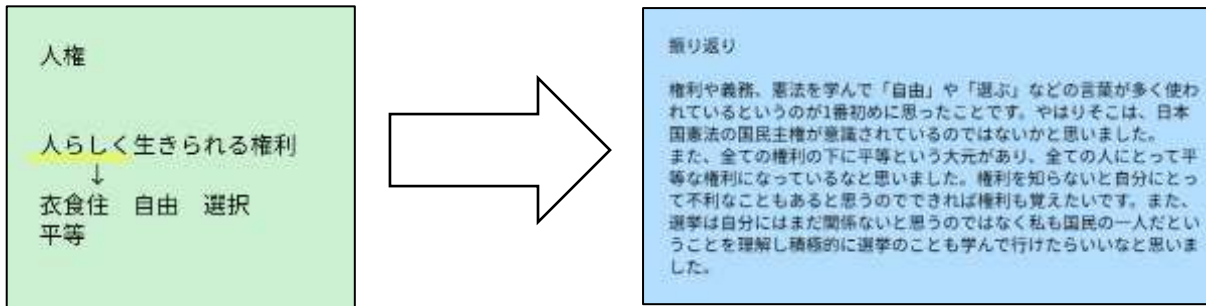 人権
人らしく生きられる権利
↓
衣食住　自由　選択
平等
振り返り
権利や義務、憲法を学んで「自由」や「選ぶ」などの言葉が多く使わ
れているというのが1番初めに思ったことです。やはりそこは、日本
国憲法の国民主権が意識されているのではないかと思いました。
また、全ての権利の下に平等という大元があり、全ての人にとって平
等な権利になっているなと思いました。権利を知らないと自分にとっ
て不利なこともあると思うのでできれば権利も覚えたいです。また、
選挙は自分にはまだ関係ないと思うのではなく私も国民の一人だとい
うことを理解し積極的に選挙のことも学んで行けたらいいなと思いま
した。